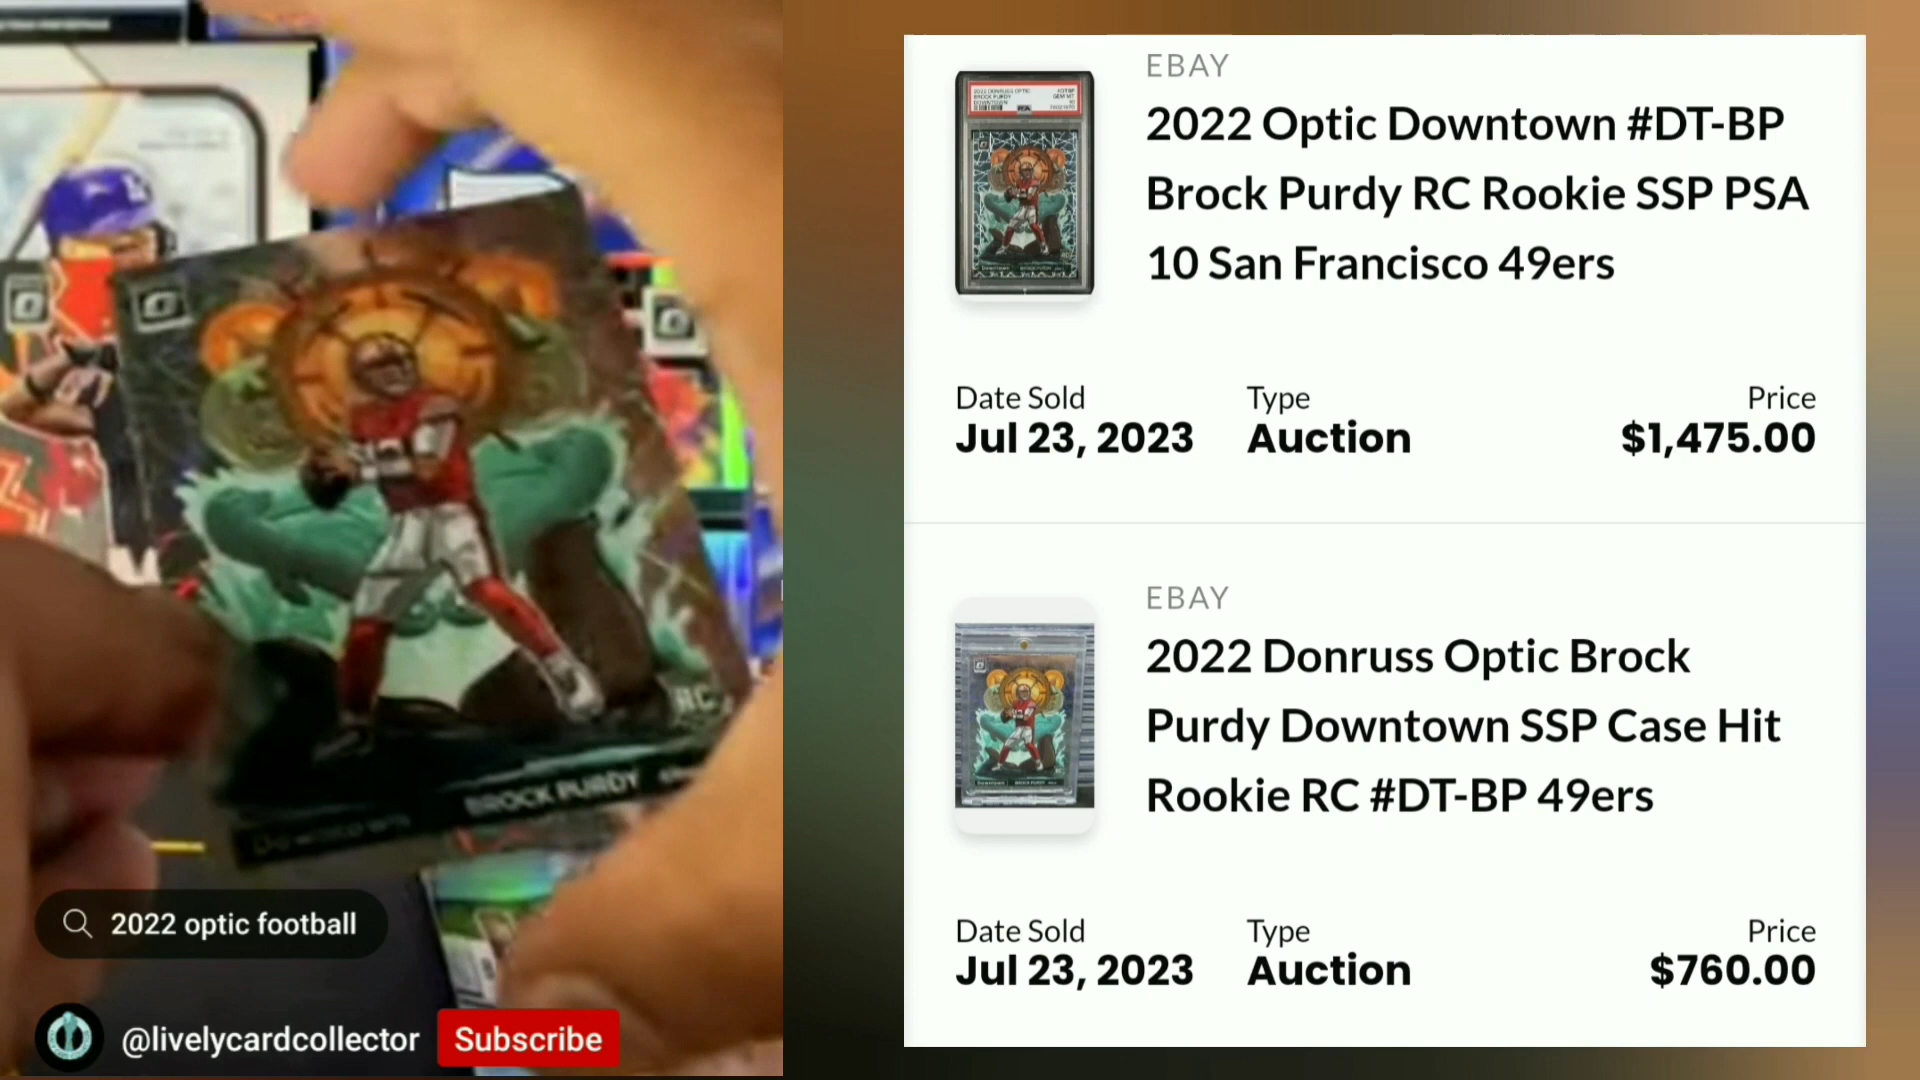 BROCK PURDY
RC
2022 optic football
@livelycardcollector
Subscribe
EBAY
2022 Optic Downtown #DT-BP
Brock Purdy RC Rookie SSP PSA
10 San Francisco 49ers
Date Sold
Type
Price
Jul 23, 2023
Auction
$1,475.00
EBAY
2022 Donruss Optic Brock
Purdy Downtown SSP Case Hit
Rookie RC #DT-BP 49ers
Date Sold
Type
Price
Jul 23, 2023
Auction
$760.00